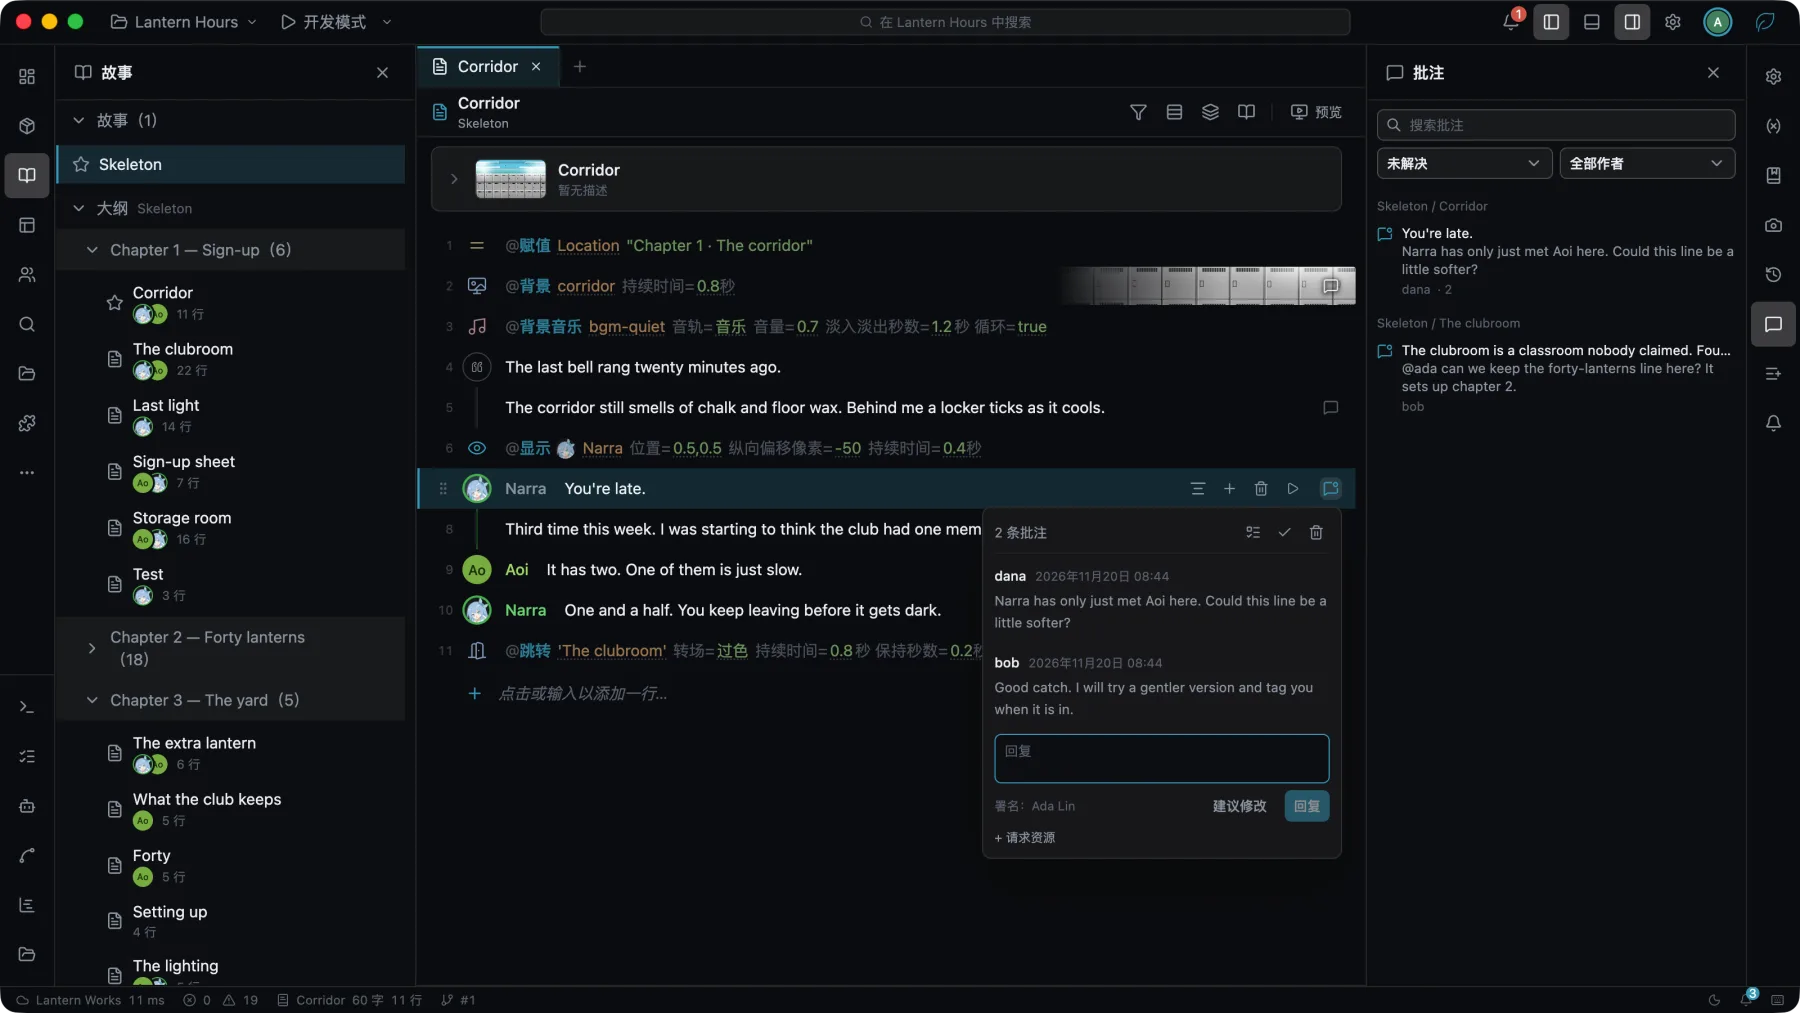 Lantern Hours
开发模式
在 Lantern Hours 中搜索
1
A
故事
故事 (1)
Skeleton
大纲 Skeleton
Chapter 1 — Sign-up (6)
Corridor
Ao 11 行
The clubroom
Ao 22 行
Last light
14 行
Sign-up sheet
Ao 7 行
Storage room
Ao 16 行
Test
3 行
Chapter 2 — Forty lanterns
(18)
Chapter 3 — The yard (5)
The extra lantern
Ao 6 行
What the club keeps
Ao 5 行
Forty
Ao 5 行
Setting up
4 行
The lighting
Corridor
Corridor
Skeleton
预览
Corridor
暂无描述
1 @赋值 Location "Chapter 1 · The corridor"
2 @背景 corridor 持续时间=0.8秒
3 @背景音乐 bgm-quiet 音轨=音乐 音量=0.7 淡入淡出秒数=1.2秒 循环=true
4 The last bell rang twenty minutes ago.
5 The corridor still smells of chalk and floor wax. Behind me a locker ticks as it cools.
6 @显示 Narra 位置=0.5,0.5 纵向偏移像素=-50 持续时间=0.4秒
Narra You're late.
8 Third time this week. I was starting to think the club had one mem
9 Ao Aoi It has two. One of them is just slow.
10 Narra One and a half. You keep leaving before it gets dark.
11 @跳转 'The clubroom' 转场=过色 持续时间=0.8秒 保持秒数=0.2秒
点击或输入以添加一行...
2 条批注
dana 2026年11月20日 08:44
Narra has only just met Aoi here. Could this line be a
little softer?
bob 2026年11月20日 08:44
Good catch. I will try a gentler version and tag you
when it is in.
回复
署名: Ada Lin
建议修改
回复
+ 请求资源
批注
搜索批注
未解决
全部作者
Skeleton / Corridor
You're late.
Narra has only just met Aoi here. Could this line be a
little softer?
dana · 2
Skeleton / The clubroom
The clubroom is a classroom nobody claimed. Fou...
@ada can we keep the forty-lanterns line here? It
sets up chapter 2.
bob
Lantern Works 11 ms 0 19 Corridor 60 字 11 行 #1
3